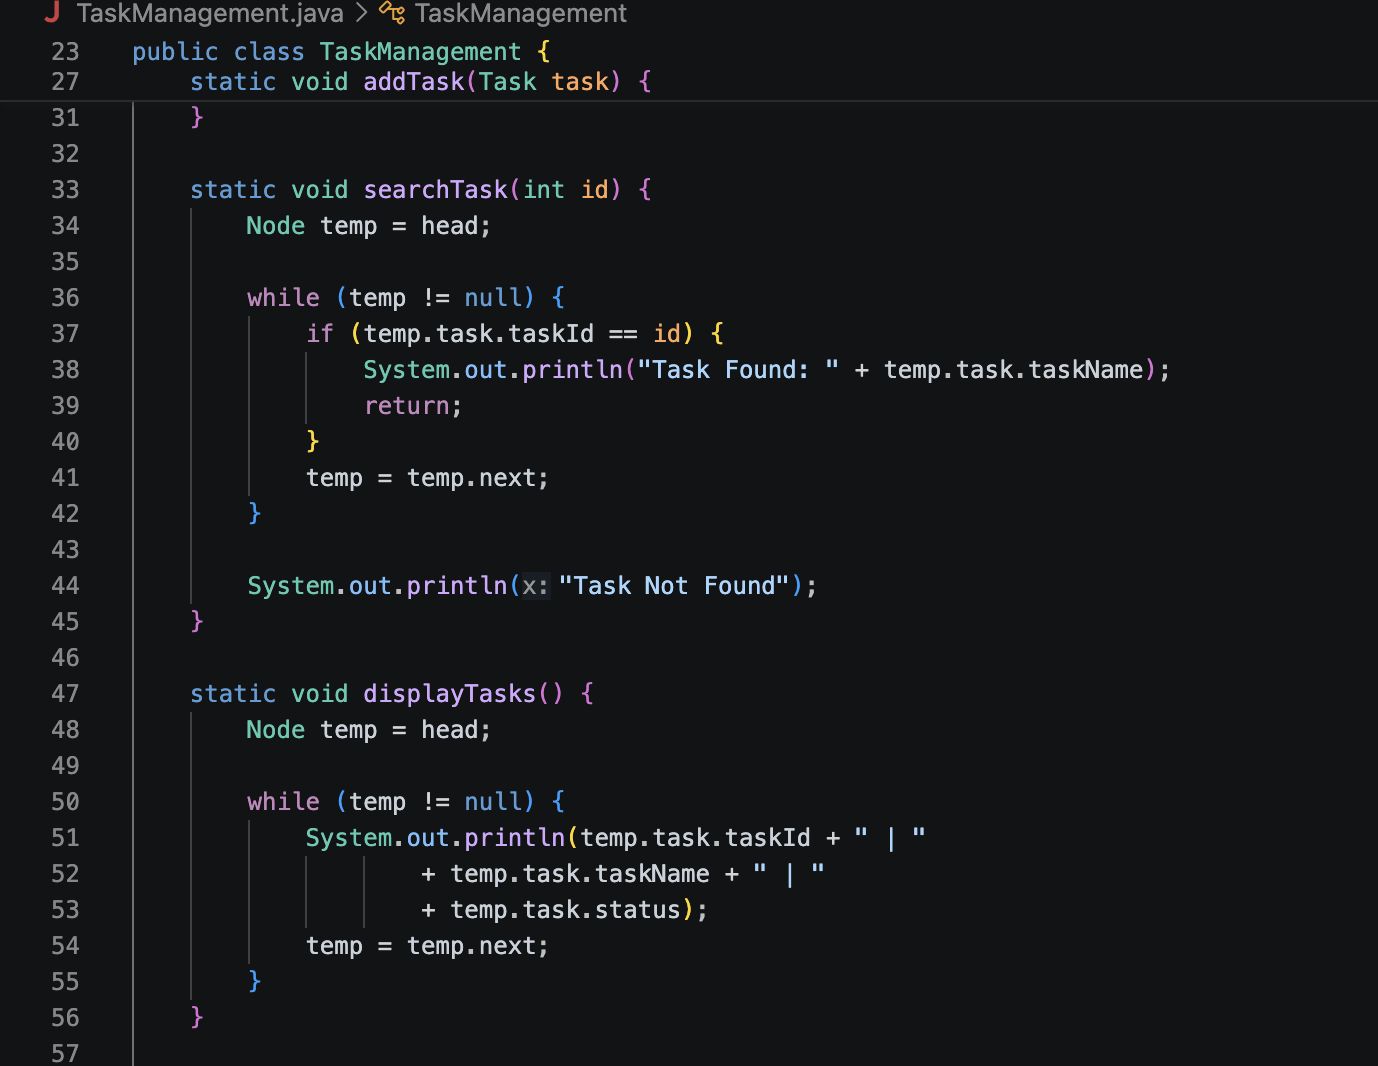 TaskManagement.java > TaskManagement
23 public class TaskManagement {
27     static void addTask(Task task) {
31     }
32
33     static void searchTask(int id) {
34         Node temp = head;
35
36         while (temp != null) {
37             if (temp.task.taskId == id) {
38                 System.out.println("Task Found: " + temp.task.taskName);
39                 return;
40             }
41             temp = temp.next;
42         }
43
44         System.out.println(x: "Task Not Found");
45     }
46
47     static void displayTasks() {
48         Node temp = head;
49
50         while (temp != null) {
51             System.out.println(temp.task.taskId + " | "
52                     + temp.task.taskName + " | "
53                     + temp.task.status);
54             temp = temp.next;
55         }
56     }
57